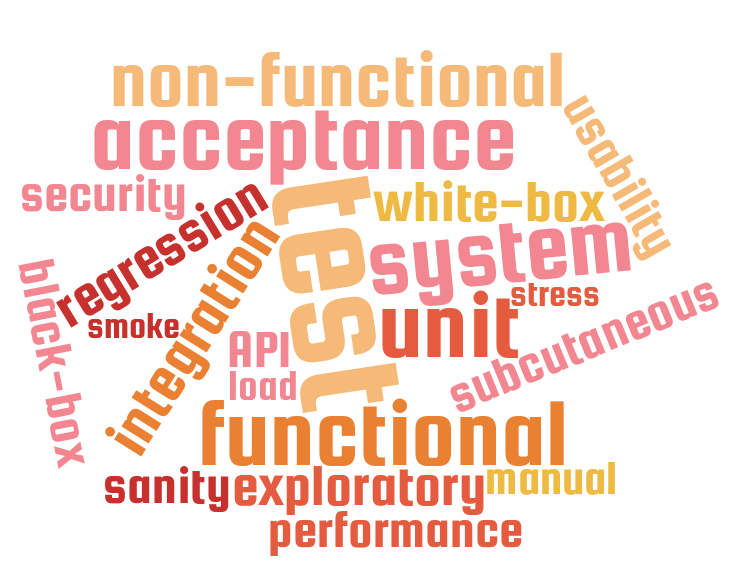 non-functional
acceptance
usability
security
regression
test
white-box
system
integration
black-box
smoke
stress
unit
subcutaneous
API
load
functional
sanity
exploratory
manual
performance